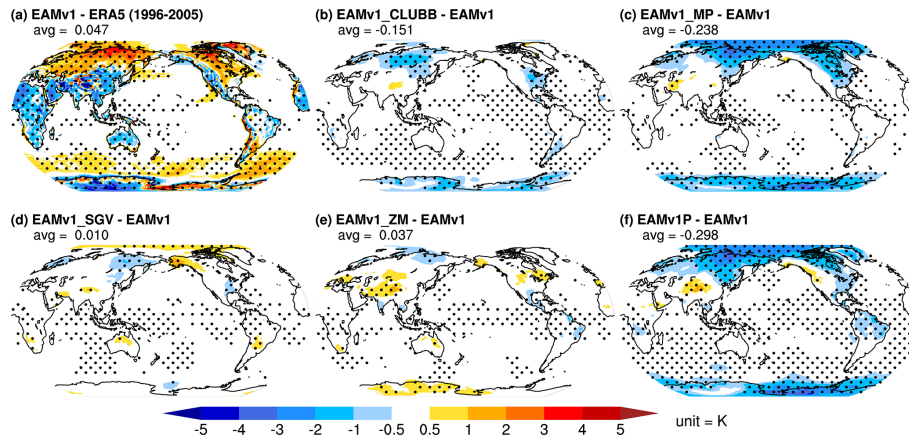 (a) EAMv1 - ERA5 (1996-2005)
avg = 0.047
(b) EAMv1_CLUBB - EAMv1
avg = -0.151
(c) EAMv1_MP - EAMv1
avg = -0.238
(d) EAMv1_SGV - EAMv1
avg = 0.010
(e) EAMv1_ZM - EAMv1
avg = 0.037
(f) EAMv1P - EAMv1
avg = -0.298
-5 -4 -3 -2 -1 -0.5 0.5 1 2 3 4 5
unit = K